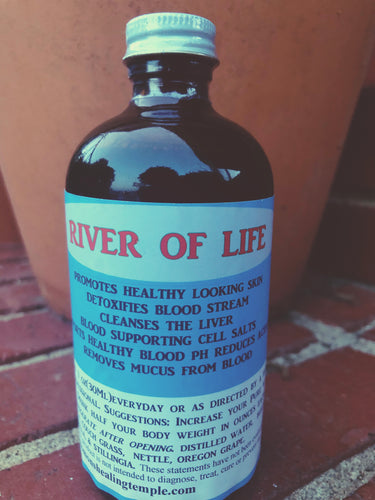 RIVER OF LIFE
PROMOTES HEALTHY LOOKING SKIN
DETOXIFIES BLOOD STREAM
CLEANSES THE LIVER
BLOOD SUPPORTING CELL SALTS
HEALTHY BLOOD PH REDUCES
REMOVES MUCUS FROM BLOOD
(30ML) EVERYDAY OR AS DIRECTED BY
SUGGESTIONS: INCREASE YOUR
HALF YOUR BODY WEIGHT IN OUNCES
AFTER OPENING. DISTILLED WATER,
GRASS, NETTLE, OREGON GRAPE,
STILLINGIA. These statements have not been
not intended to diagnose, treat, cure or
healingtemple.com